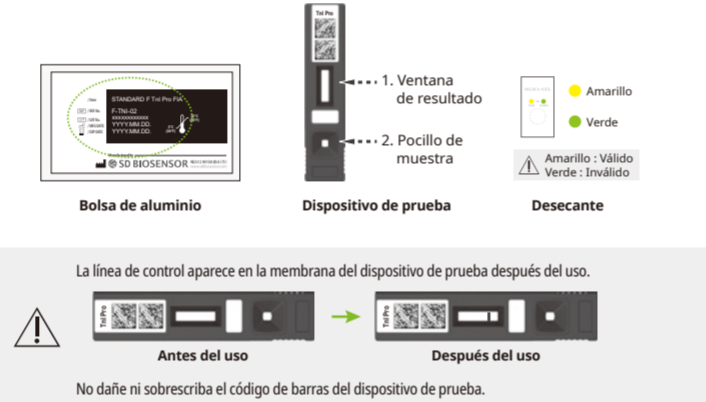 TnI Pro
1. Ventana
de resultado
2. Pocillo de
muestra
STANDARD F TnI Pro FIA
F-TNI-02
XXXXXXXXXX
YYYY.MM.DD.
YYYY.MM.DD.
SD BIOSENSOR
Amarillo
Verde
Amarillo : Válido
Verde : Inválido
Bolsa de aluminio
Dispositivo de prueba
Desecante
La línea de control aparece en la membrana del dispositivo de prueba después del uso.
TnI Pro
TnI Pro
Antes del uso
Después del uso
No dañe ni sobrescriba el código de barras del dispositivo de prueba.